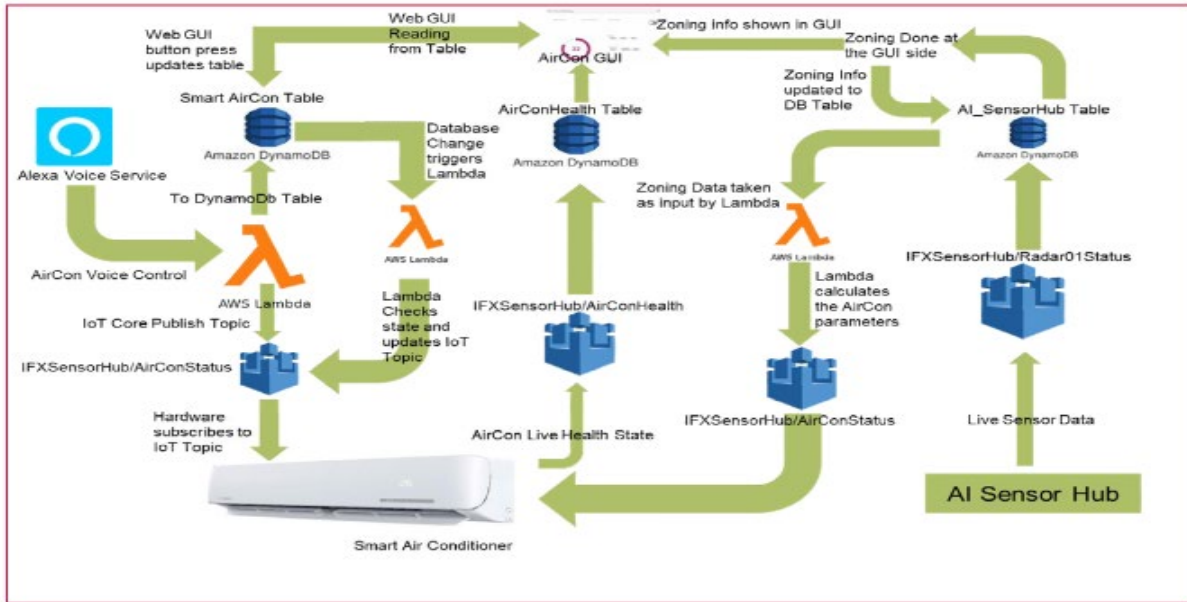 Web GUI
button press
updates table
Web GUI
Reading
from Table
Zoning Info shown in GUI
AirCon GUI
Zoning Done at
the GUI side
Zoning Info
updated to
DB Table
Smart AirCon Table
Amazon DynamoDB
AirConHealth Table
Amazon DynamoDB
AI_SensorHub Table
Amazon DynamoDB
Alexa Voice Service
Database
Change
triggers
Lambda
To DynamoDb Table
AirCon Voice Control
AWS Lambda
AWS Lambda
Zoning Data taken
as input by Lambda
AWS Lambda
IoT Core Publish Topic
Lambda
Checks
state and
updates IoT
Topic
IFXSensorHub/AirConHealth
Lambda
calculates
the AirCon
parameters
IFXSensorHub/Radar01Status
IFXSensorHub/AirConStatus
IFXSensorHub/AirConStatus
Hardware
subscribes to
IoT Topic
AirCon Live Health State
Live Sensor Data
AI Sensor Hub
Smart Air Conditioner